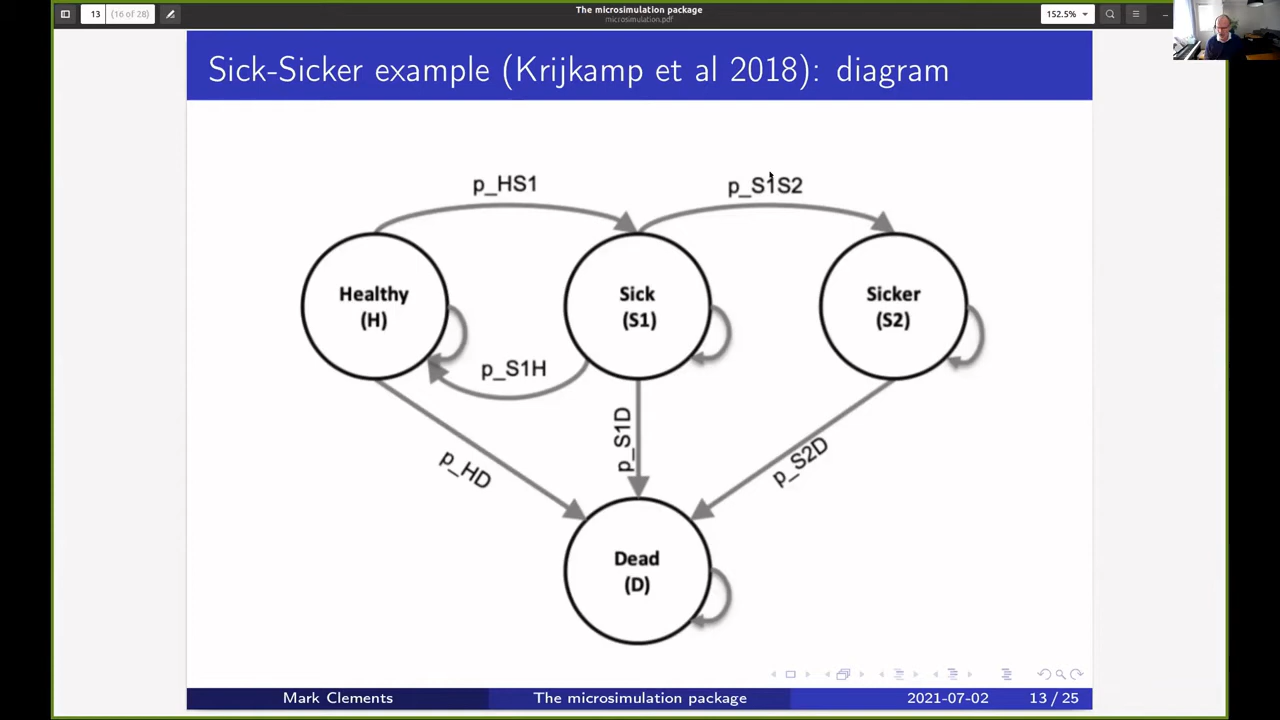 The microsimulation package
microsimulation.pdf
13
(16 of 28)
152.5%
Sick-Sicker example (Krijkamp et al 2018): diagram
p_HS1
p_S1S2
Healthy
(H)
Sick
(S1)
Sicker
(S2)
p_S1H
p_HD
p_S1D
p_S2D
Dead
(D)
Mark Clements
The microsimulation package
2021-07-02
13 / 25